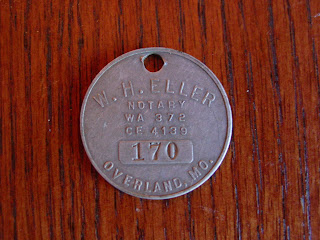 W. H. ELLER
NOTARY
WA 372
CE. 4139
170
OVERLAND, MO.